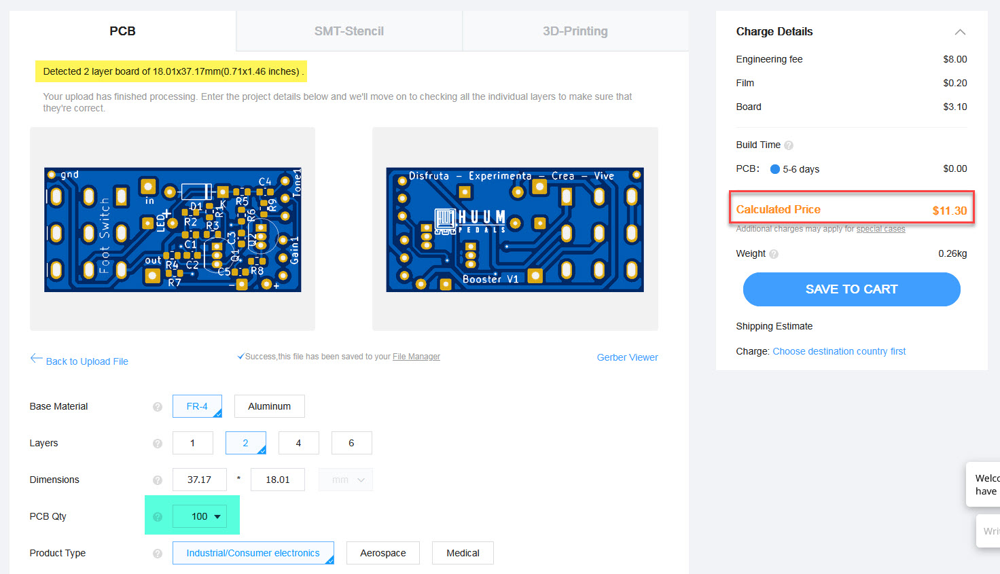 PCB
SMT-Stencil
3D-Printing
Detected 2 layer board of 18.01x37.17mm(0.71x1.46 inches) .
Your upload has finished processing. Enter the project details below and we'll move on to checking all the individual layers to make sure that
they're correct.
gnd
in
D1
K
R5
C4
R9
Tone1
Foot Switch
LED
+
R2
R3
R1
R6
C1
C3
Q2
out
R4
C2
Q1
C5
R8
R7
Gain1
-
+
Disfruta - Experimenta - Crea - Vive
HUUM
PEDALS
Booster V1
Back to Upload File
Success,this file has been saved to your File Manager
Gerber Viewer
Base Material ? FR-4 Aluminum
Layers ? 1 2 4 6
Dimensions ? 37.17 * 18.01 mm
PCB Qty ? 100
Product Type ? Industrial/Consumer electronics Aerospace Medical
Charge Details
Engineering fee $8.00
Film $0.20
Board $3.10
Build Time ?
PCB: 5-6 days $0.00
Calculated Price $11.30
Additional charges may apply for special cases
Weight ? 0.26kg
SAVE TO CART
Shipping Estimate
Charge: Choose destination country first
have